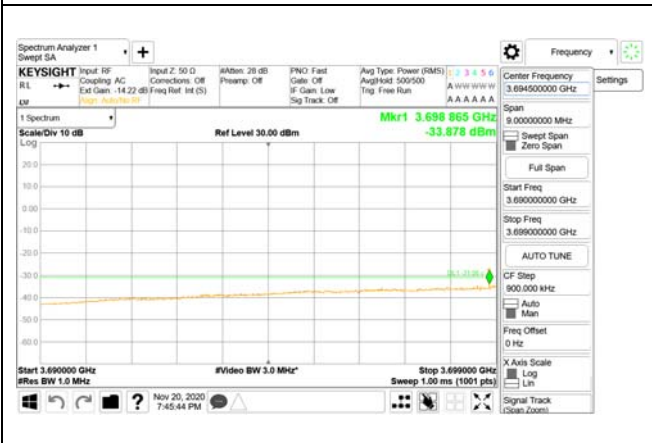 Spectrum Analyzer 1
Swept SA
Frequency
KEYSIGHT
RL
Input: RF
Coupling: AC
Ext Gain: -14.22 dB
Align: Auto/No RF
Input Z: 50 Ω
Corrections: Off
Freq Ref: Int (S)
#Atten: 28 dB
Preamp: Off
PNO: Fast
Gate: Off
IF Gain: Low
Sig Track: Off
Avg Type: Power (RMS)
Avg|Hold: 500/500
Trig: Free Run
1 2 3 4 5 6
A W W W W W
A A A A A A
1 Spectrum
Scale/Div 10 dB
Log
Ref Level 30.00 dBm
Mkr1 3.698 865 GHz
-33.878 dBm
20.0
10.0
0.00
-10.0
-20.0
-30.0
-40.0
-50.0
-60.0
Start 3.690000 GHz
#Res BW 1.0 MHz
#Video BW 3.0 MHz*
Stop 3.699000 GHz
Sweep 1.00 ms (1001 pts)
Nov 20, 2020
7:45:44 PM
Center Frequency
3.694500000 GHz
Settings
Span
9.00000000 MHz
Swept Span
Zero Span
Full Span
Start Freq
3.690000000 GHz
Stop Freq
3.699000000 GHz
AUTO TUNE
CF Step
900.000 kHz
Auto
Man
Freq Offset
0 Hz
X Axis Scale
Log
Lin
Signal Track
(Span Zoom)